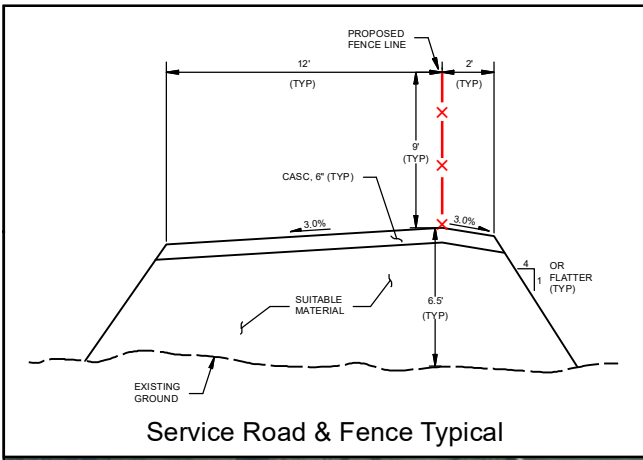 PROPOSED
FENCE LINE
12'
(TYP)
2'
(TYP)
9'
(TYP)
CASC, 6" (TYP)
3.0%
3.0%
4
1
OR
FLATTER
(TYP)
6.5'
(TYP)
SUITABLE
MATERIAL
EXISTING
GROUND
Service Road & Fence Typical